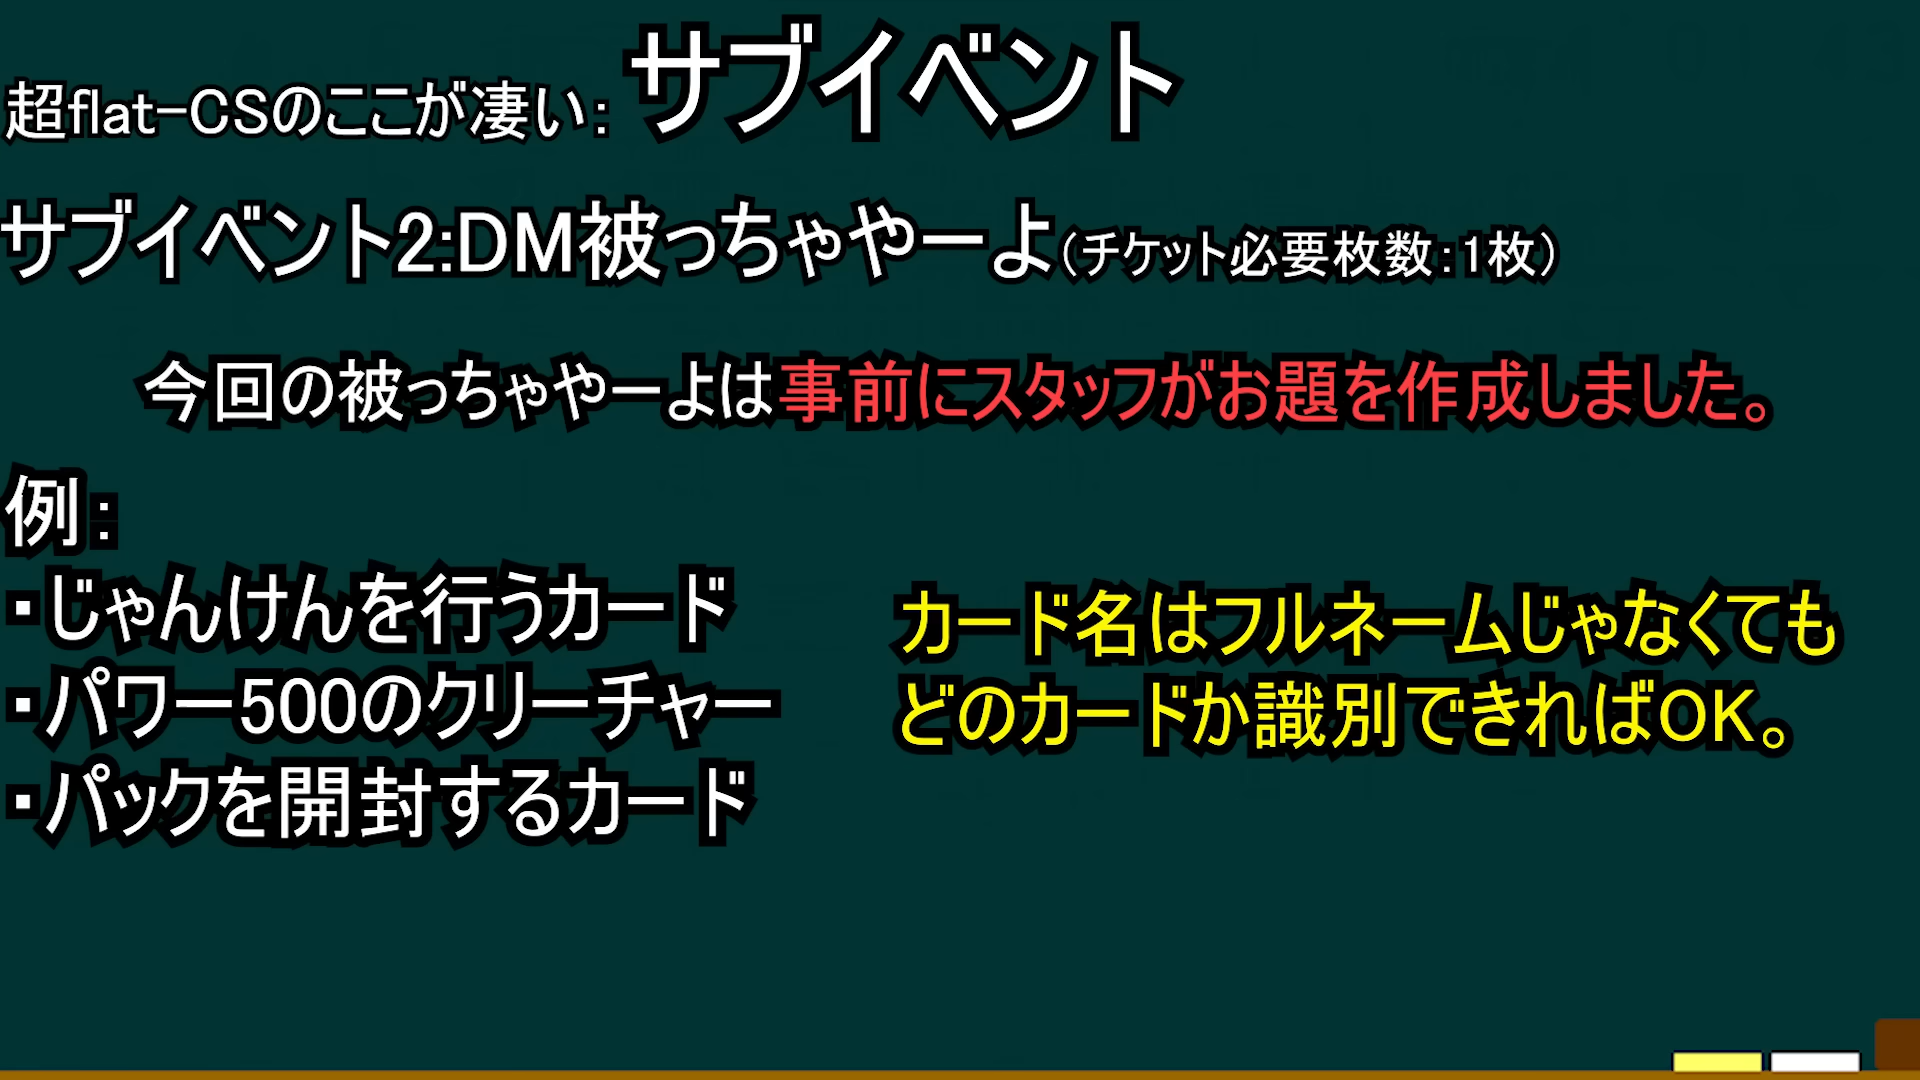 超flat-CSのここが凄い：サブイベント
サブイベント2:DM被っちゃやーよ（チケット必要枚数：1枚）
今回の被っちゃやーよは事前にスタッフがお題を作成しました。
例：
・じゃんけんを行うカード
・パワー500のクリーチャー
・パックを開封するカード
カード名はフルネームじゃなくても
どのカードか識別できればOK。